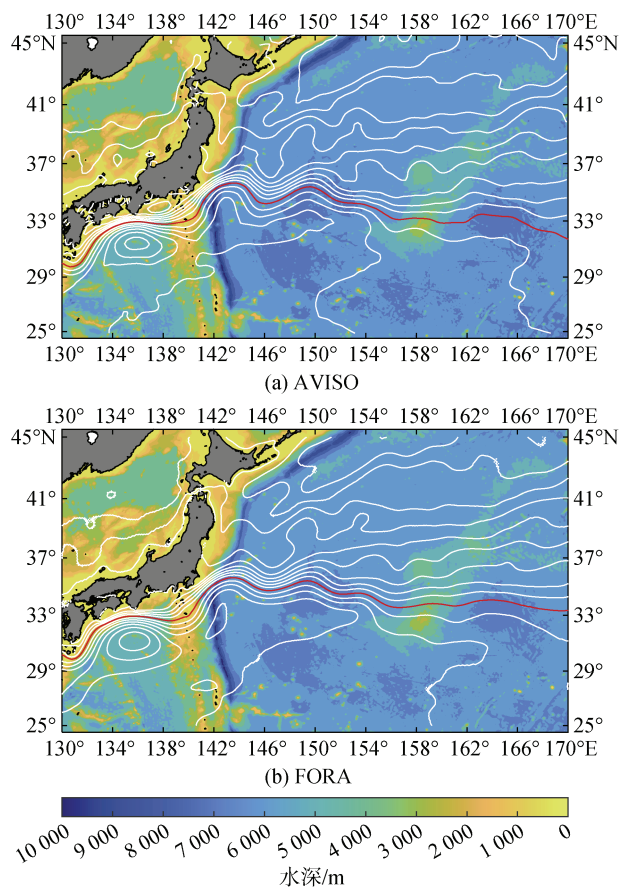 130° 134° 138° 142° 146° 150° 154° 158° 162° 166° 170°
45°N 45°N
41° 41°
37° 37°
33° 33°
29° 29°
25° 25°
130° 134° 138° 142° 146° 150° 154° 158° 162° 166° 170°E
(a) AVISO
130° 134° 138° 142° 146° 150° 154° 158° 162° 166° 170°
45°N 45°N
41° 41°
37° 37°
33° 33°
29° 29°
25° 25°
130° 134° 138° 142° 146° 150° 154° 158° 162° 166° 170°E
(b) FORA
10 000 9 000 8 000 7 000 6 000 5 000 4 000 3 000 2 000 1 000 0
水深/m